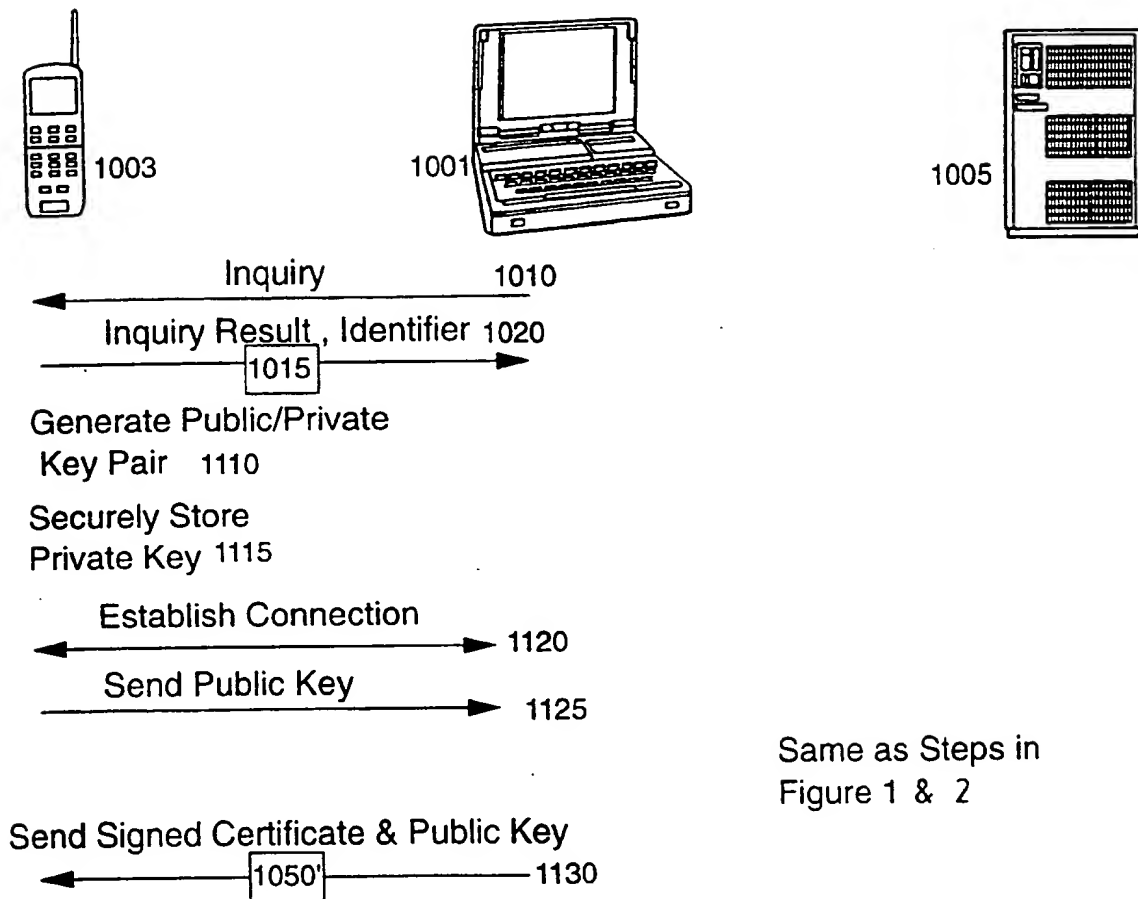 1003
1001
1005
Inquiry 1010
Inquiry Result , Identifier 1020
1015
Generate Public/Private
Key Pair 1110
Securely Store
Private Key 1115
Establish Connection
1120
Send Public Key
1125
Same as Steps in
Figure 1 & 2
Send Signed Certificate & Public Key
1050' 1130